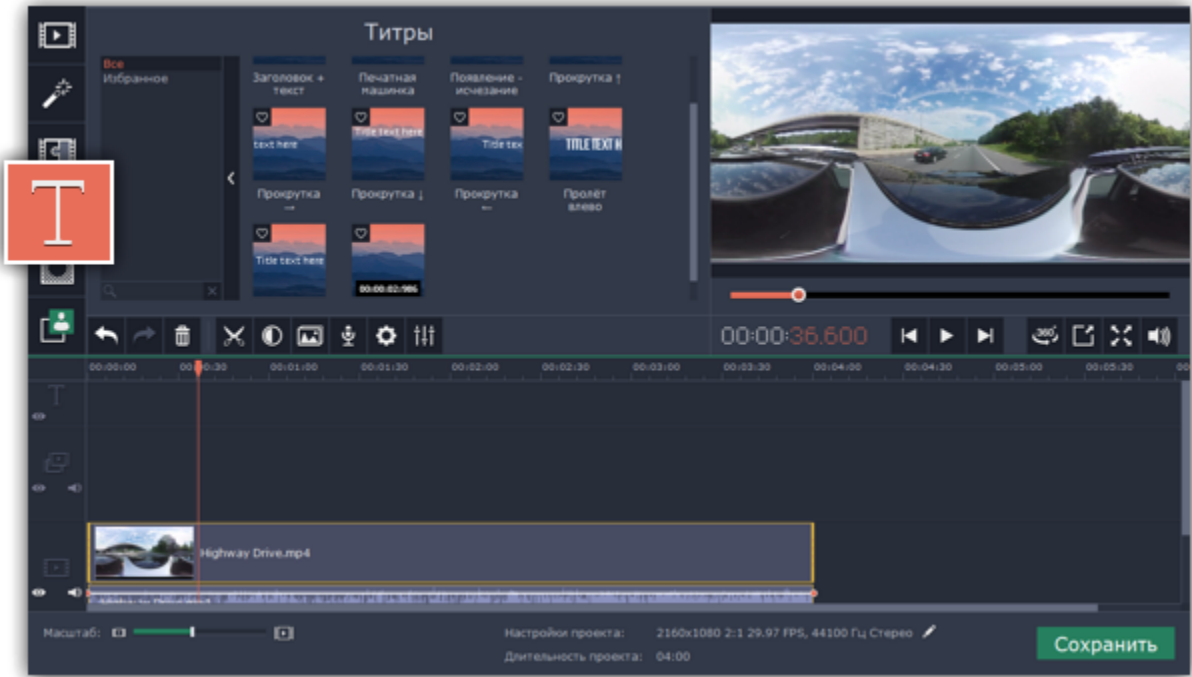 Титры
Все
Избранное
Заголовок +
текст
Печатная
машинка
Появление -
исчезание
Прокрутка ↑
text here
Title text here
Title tex
TITLE TEXT H
Прокрутка
→
Прокрутка ↓
Прокрутка
←
Пролёт
влево
Title text here
00:00:02:986
T
00:00:36.600
360°
00:00:00 00:00:30 00:01:00 00:01:30 00:02:00 00:02:30 00:03:00 00:03:30 00:04:00 00:04:30 00:05:00 00:05:30 00
T
Highway Drive.mp4
Масштаб:
Настройки проекта: 2160x1080 2:1 29.97 FPS, 44100 Гц Стерео
Длительность проекта: 04:00
Сохранить